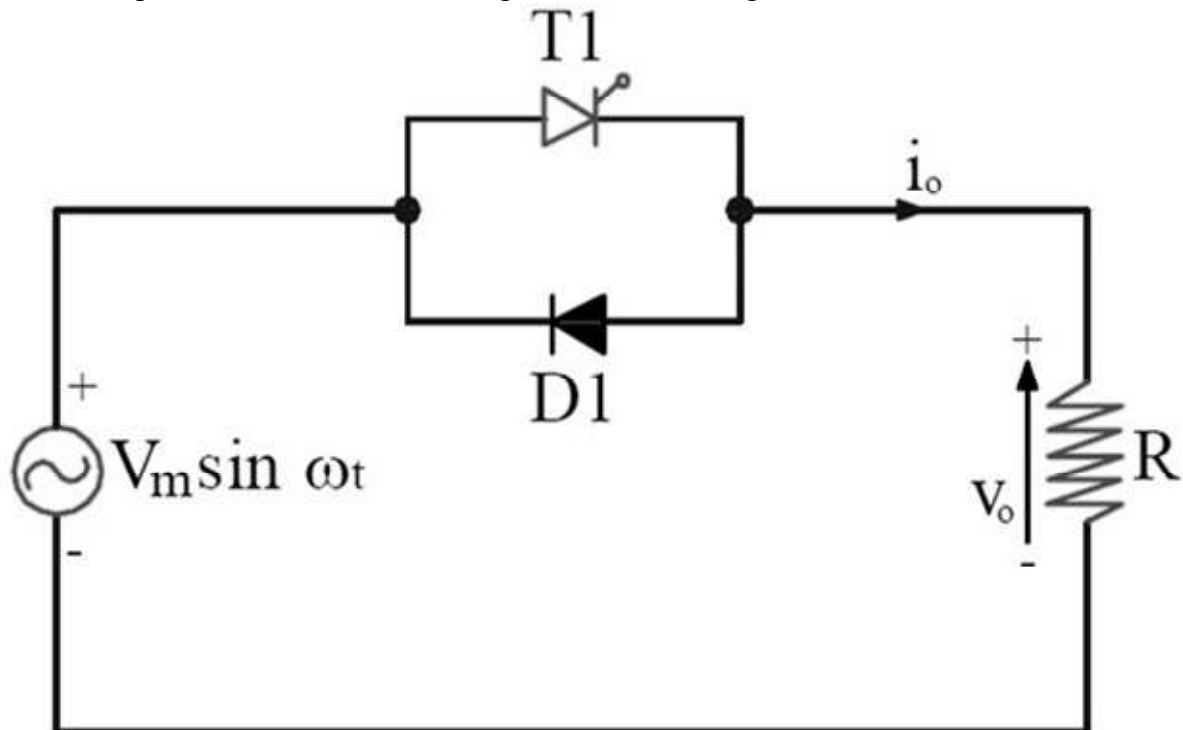 T1
iₒ
D1
+
Vₘsin ωt
-
+
vₒ
-
R